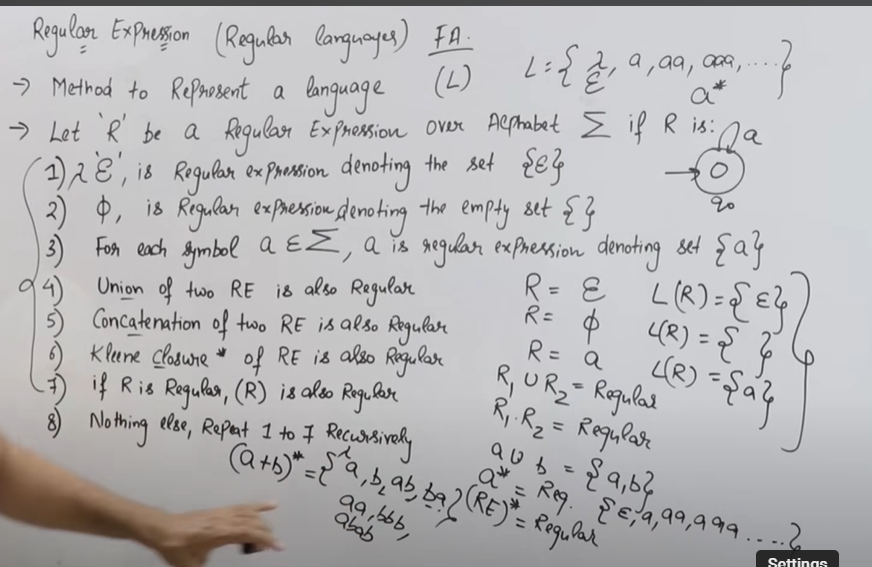 Regular Expression (Regular languages) FA.
(L)
L = { λ, a, aa, aaa, ....}
ε
a*
→ Method to Represent a language
→ Let 'R' be a Regular Expression over Alphabet Σ if R is:
a
q₀
1) λ 'ε', is Regular expression denoting the set {ε}
2) ϕ, is Regular expression denoting the empty set { }
3) For each symbol a ε Σ, a is regular expression denoting set {a}
4) Union of two RE is also Regular
5) Concatenation of two RE is also Regular
6) Kleene closure * of RE is also Regular
7) if R is Regular, (R) is also Regular
8) Nothing else, Repeat 1 to 7 Recursively
R = ε L(R) = {ε}
R = ϕ L(R) = { }
R = a L(R) = {a}
R₁ ∪ R₂ = Regular
R₁ . R₂ = Regular
a ∪ b = {a,b}
a* = Reg. {ε, a, aa, aaa ....}
(RE)* = Regular
(a+b)* = {λ a, b, ab, ba}
aa, bbb,
abab
Settings